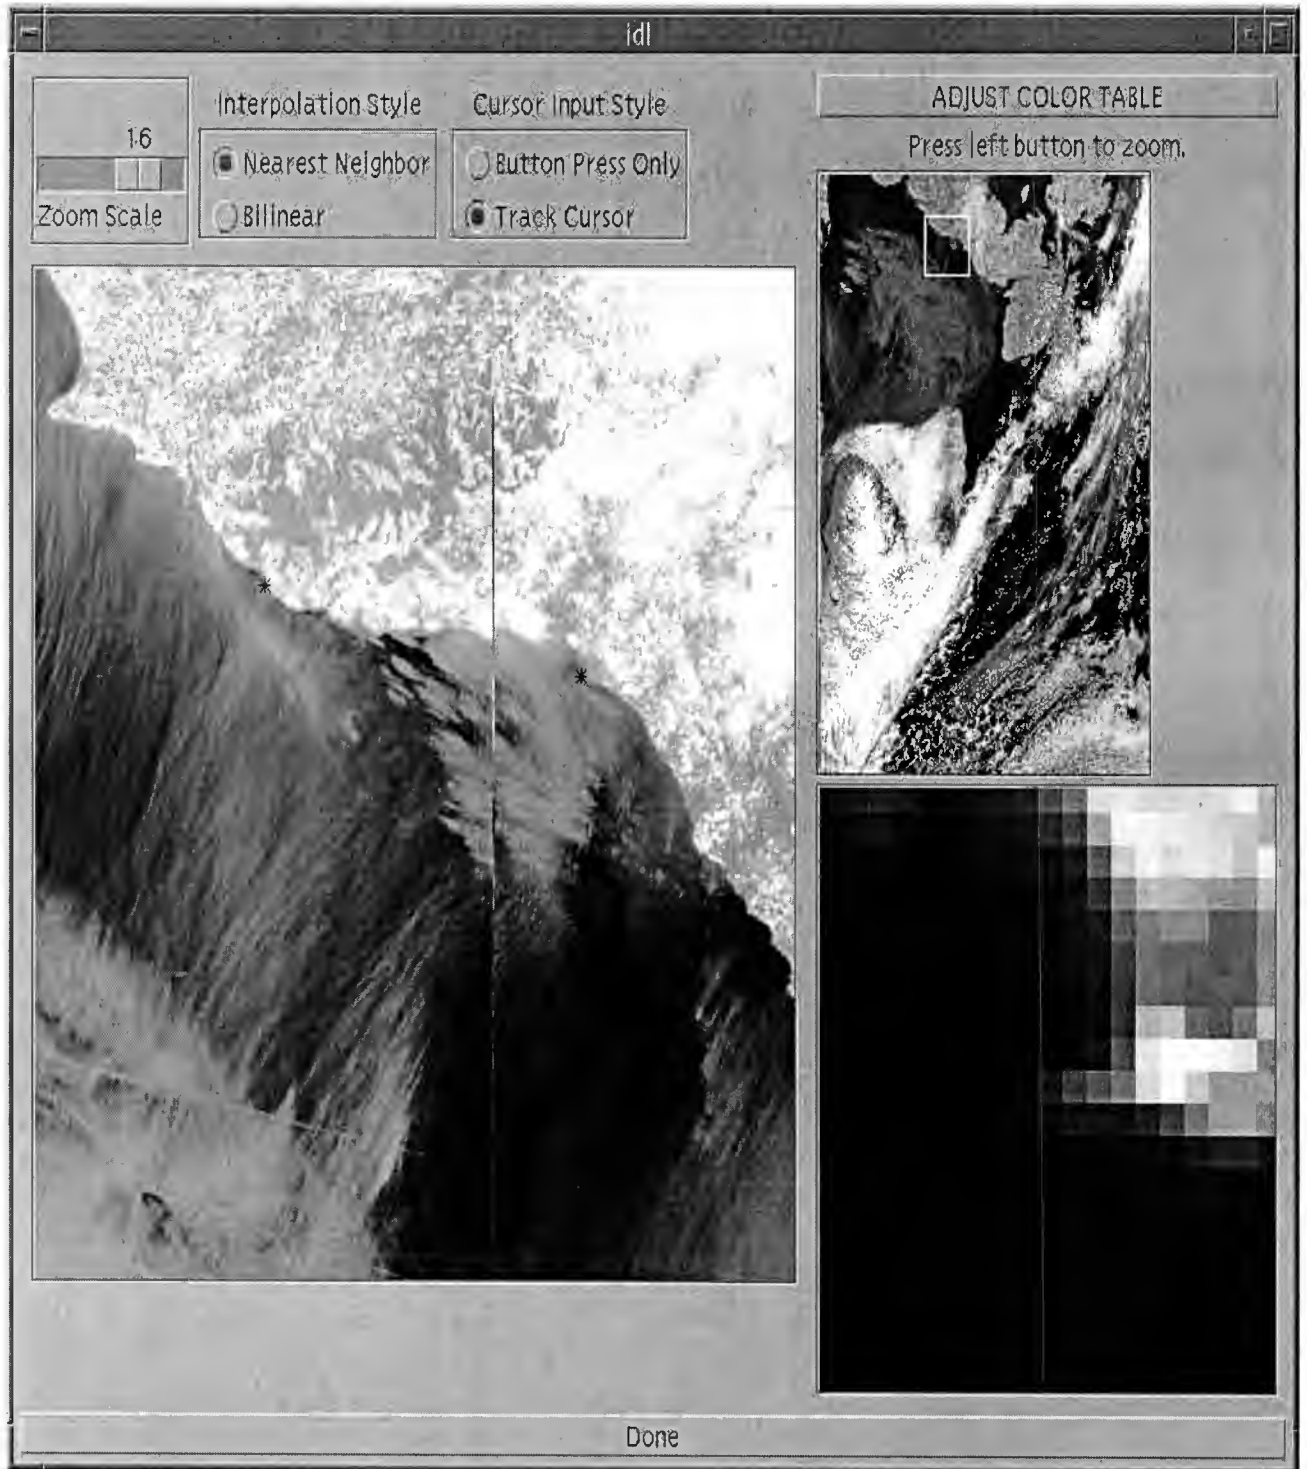 idl
Interpolation Style
Cursor Input Style
ADJUST COLOR TABLE
Press left button to zoom.
16
Zoom Scale
Nearest Neighbor
Bilinear
Button Press Only
Track Cursor
Done